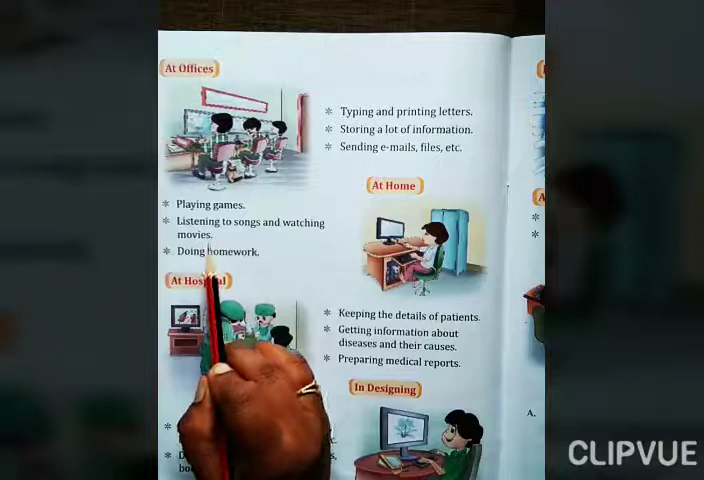 At Offices
Typing and printing letters.
Storing a lot of information.
Sending e-mails, files, etc.
At Home
Playing games.
Listening to songs and watching
movies.
Doing homework.
At Hospital
Keeping the details of patients.
Getting information about
diseases and their causes.
Preparing medical reports.
In Designing
A.
CLIPVUE